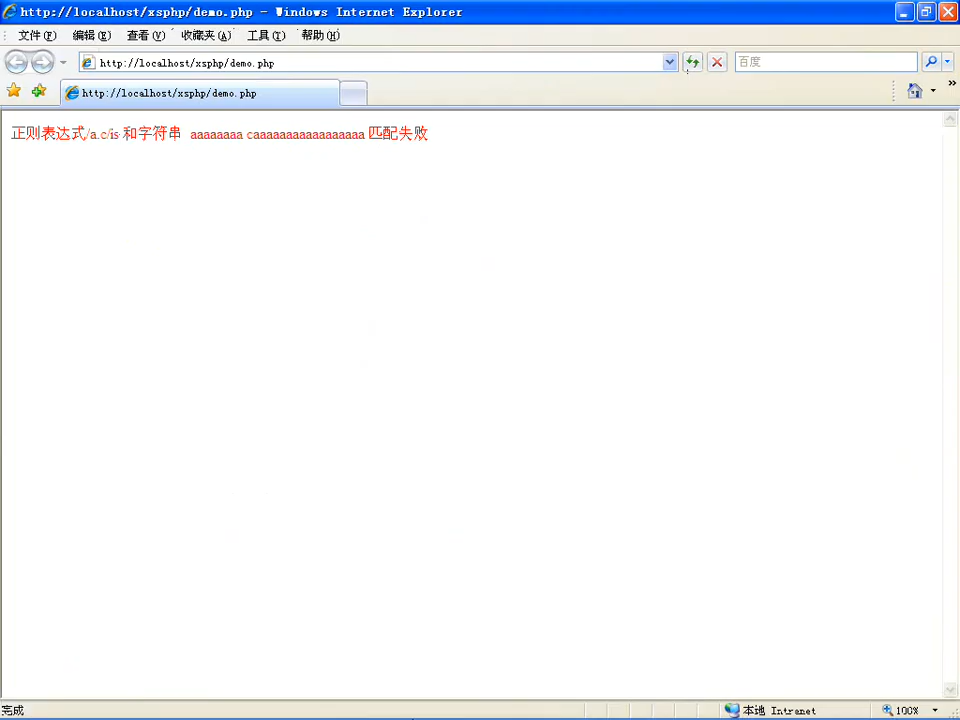 http://localhost/xsphp/demo.php - Windows Internet Explorer
文件(F) 编辑(E) 查看(V) 收藏夹(A) 工具(T) 帮助(H)
http://localhost/xsphp/demo.php 百度
http://localhost/xsphp/demo.php
正则表达式/a.c/is 和字符串 aaaaaaaa caaaaaaaaaaaaaaaaa 匹配失败
完成 本地 Intranet 100%